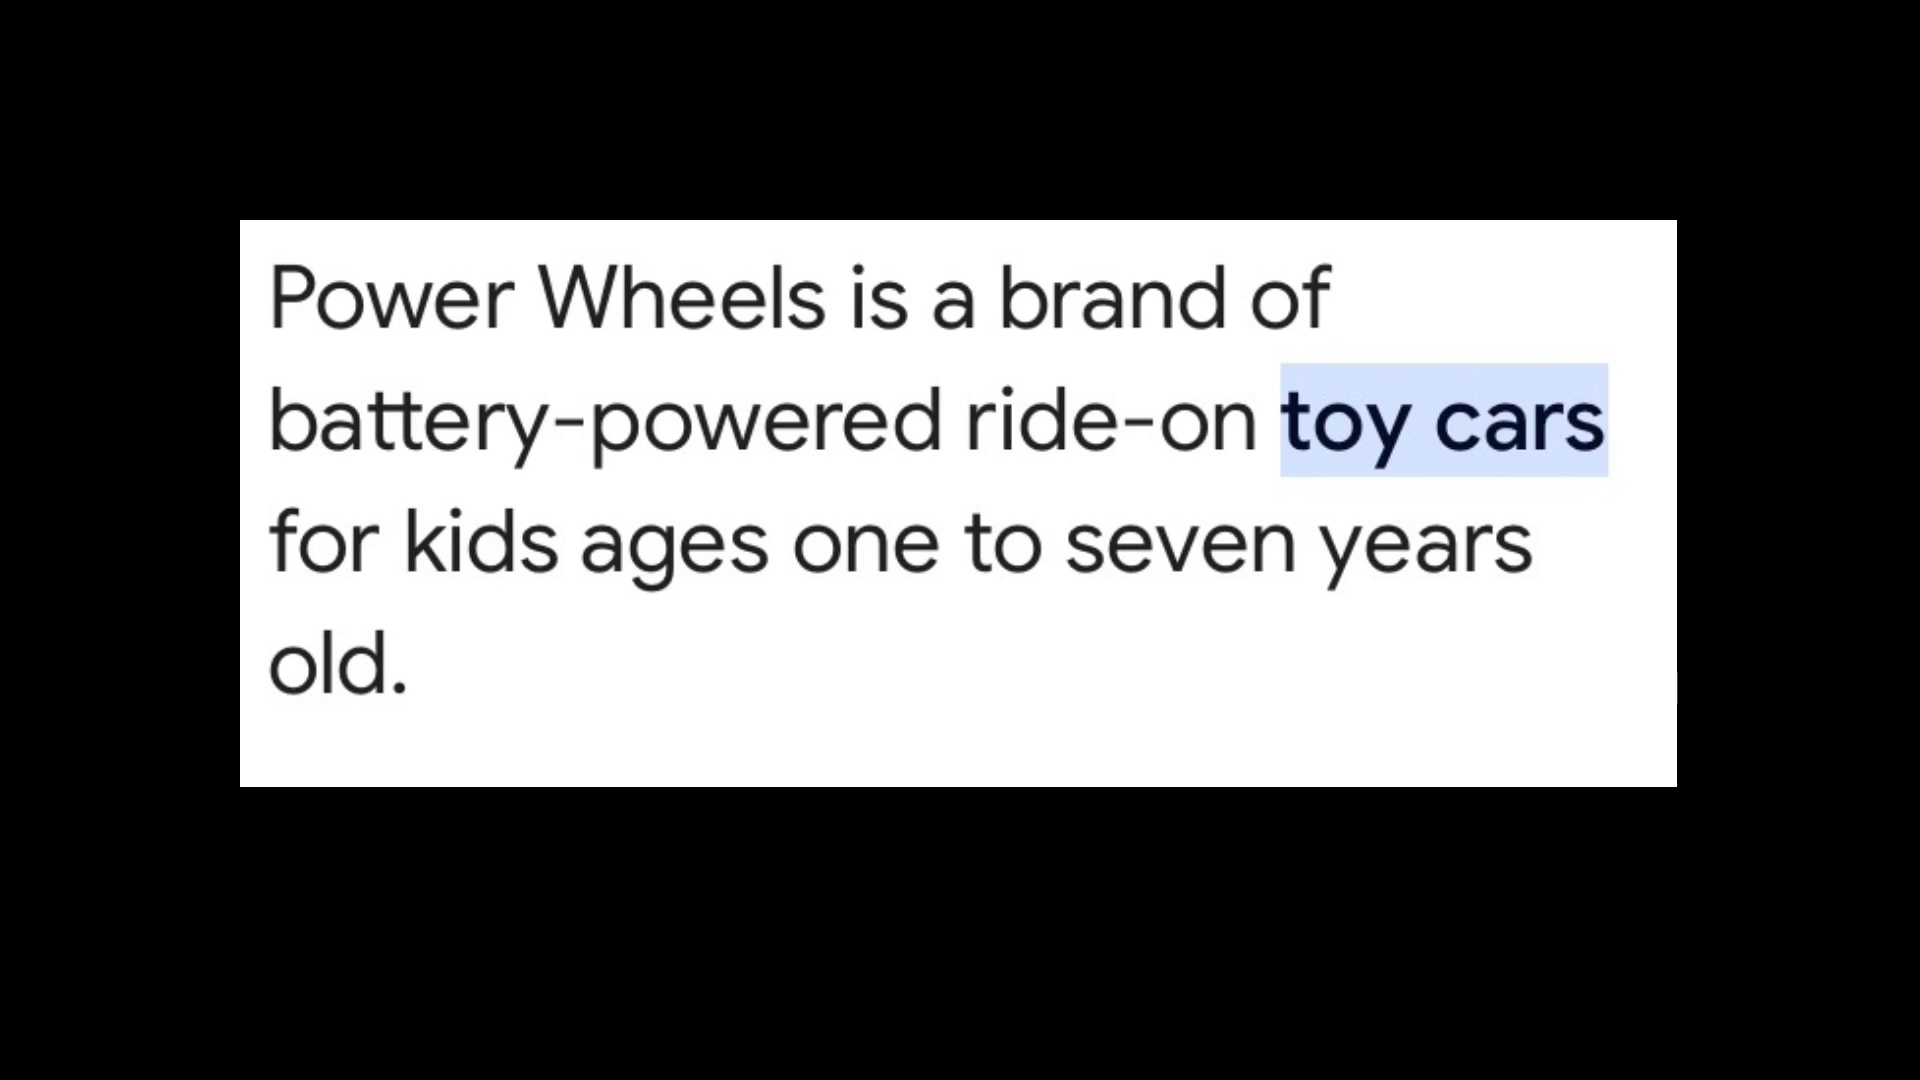 Power Wheels is a brand of
battery-powered ride-on toy cars
for kids ages one to seven years
old.